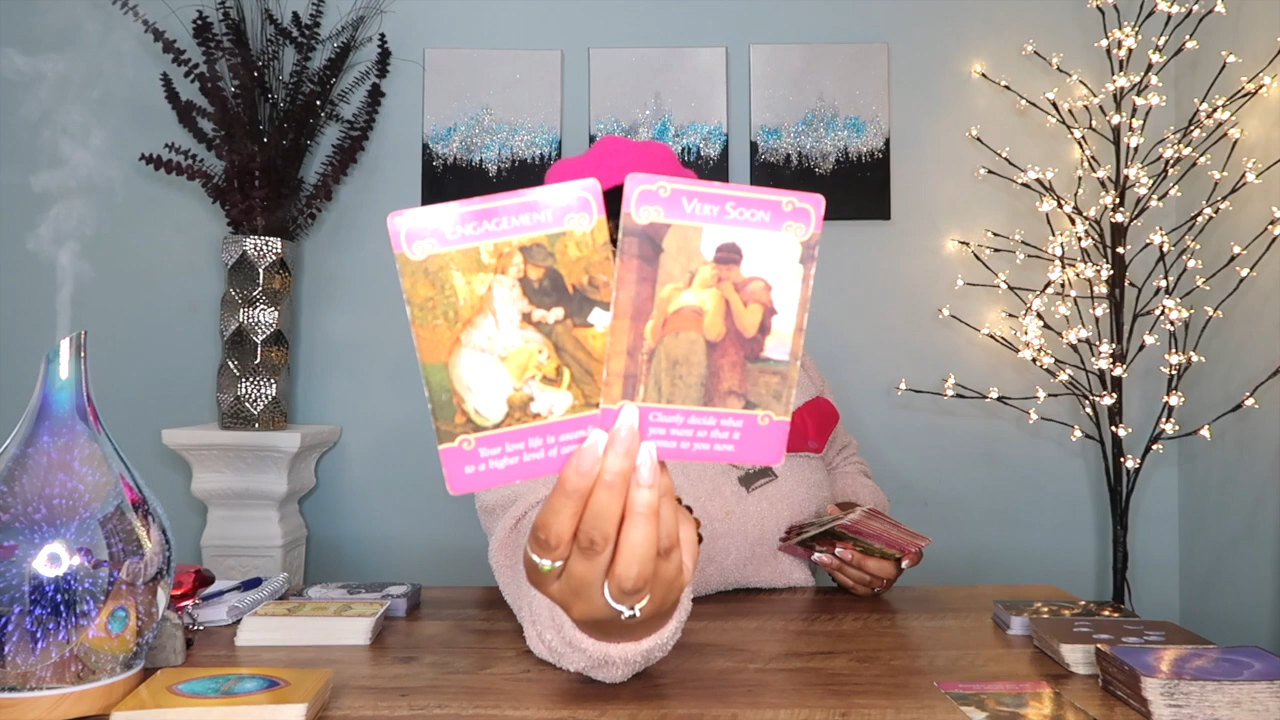 ENGAGEMENT
Your love life is ascending
to a higher level of
VERY SOON
Clearly decide what
you want so that it
comes to you now.